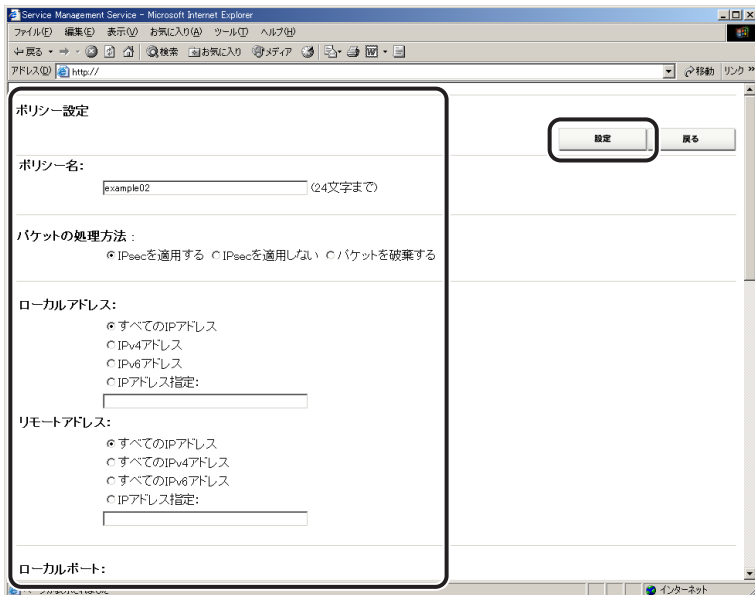 Service Management Service - Microsoft Internet Explorer
ファイル(F) 編集(E) 表示(V) お気に入り(A) ツール(T) ヘルプ(H)
戻る 検索 お気に入り メディア
アドレス(D) http:// 移動 リンク »
ポリシー設定
設定 戻る
ポリシー名:
example02 (24文字まで)
パケットの処理方法 :
IPsecを適用する IPsecを適用しない パケットを破棄する
ローカルアドレス:
すべてのIPアドレス
IPv4アドレス
IPv6アドレス
IPアドレス指定:
リモートアドレス:
すべてのIPアドレス
すべてのIPv4アドレス
すべてのIPv6アドレス
IPアドレス指定:
ローカルポート:
インターネット